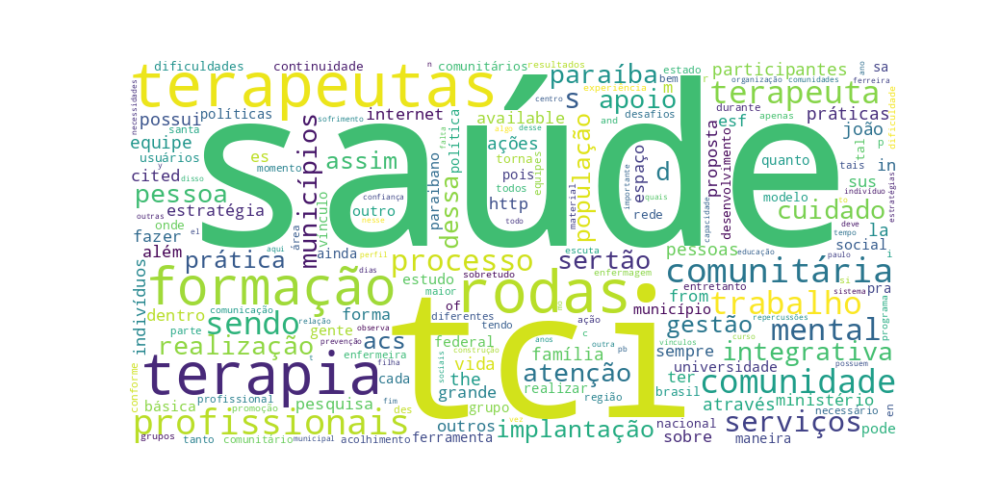 dificuldades
continuidade
n
comunitários
resultados
estado
r
participantes
sa
ano
terapeutas
paraíba
bem
m
organização
comunidades
ferreira
necessidades
saúde
s
apoio
experiência
terapeuta
possui
políticas
internet
available
centro
and
desafios
durante
apenas
práticas
santa
sofrimento
algo
desse
esf
joão
p
equipe
municípios
assim
paraibano
política
falta
ações
população
espaço
d
proposta
desenvolvimento
tal
dificuldade
usuários
y
momento
es
torna
equipes
importante
quanto
tais
in
cited
disso
vínculo
confiança
pois
todos
quais
modelo
sus
indivíduo
estratégias
pessoa
outro
dessa
http
material
rede
capacidade
cuidado
estratégia
outras
nesse
todo
deve
to
onde
el
área
tempo
la
fazer
aqui
ainda
escuta
pessoas
educação
social
paulo
além
prática
perfil
processo
sertão
entretanto
si
i
indivíduos
dias
sobretudo
enfermagem
comunitária
sistema
pra
formação
estudo
maior
rodas
from
trabalho
programa
dentro
comunicação
forma
of
diferentes
município
sendo
parte
relação
gente
observa
tci
tendo
ação
c
gestão
repercussões
mental
realização
prevenção
acs
federal
anos
outra
pb
vínculos
curso
possuem
t
enfermeira
filha
vida
construção
família
sempre
integrativa
terapia
cada
the
atenção
universidade
conforme
profissional
fim
grande
sociais
realizar
região
ter
brasil
comunidade
básica
promoção
pesquisa
des
grupo
vez
através
ministério
en
profissionais
outros
implantação
nacional
serviços
necessário
pode
grupos
tanto
comunitário
municipal
acolhimento
ferramenta
sobre
maneira